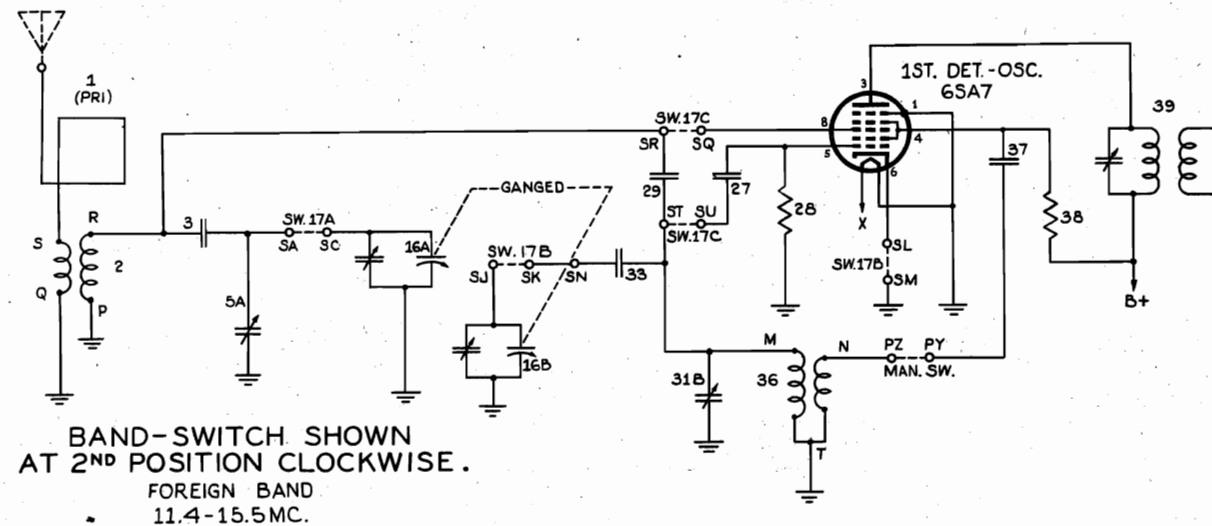 1
(PRI)
1ST. DET.-OSC.
6SA7
3
1
8
4
5
6
39
SW.17C
SR
SQ
37
GANGED
29
27
28
38
R
3
SW.17A
SA
SC
16A
ST
SU
SW.17C
X
S
2
SW.17B
SJ
SK
SN
33
SL
SW.17B
SM
Q
P
5A
B+
16B
M
N
PZ
PY
MAN. SW.
31B
36
T
BAND-SWITCH SHOWN
AT 2ND POSITION CLOCKWISE.
FOREIGN BAND
11.4-15.5MC.